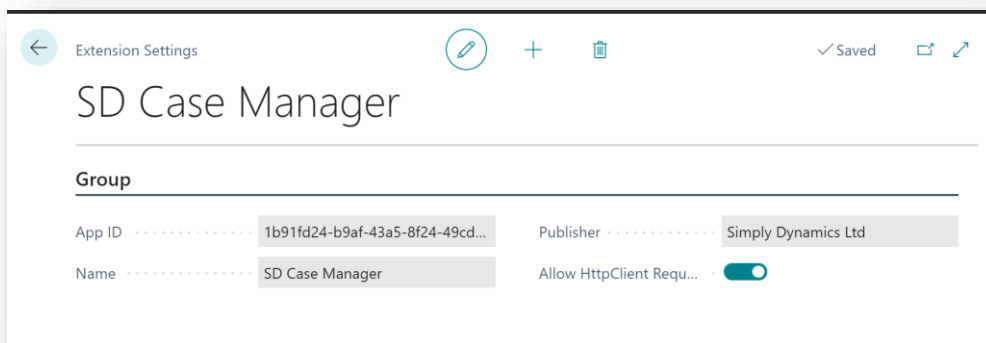 Extension Settings
Saved
SD Case Manager
Group
App ID 1b91fd24-b9af-43a5-8f24-49cd...
Publisher Simply Dynamics Ltd
Name SD Case Manager
Allow HttpClient Requ...